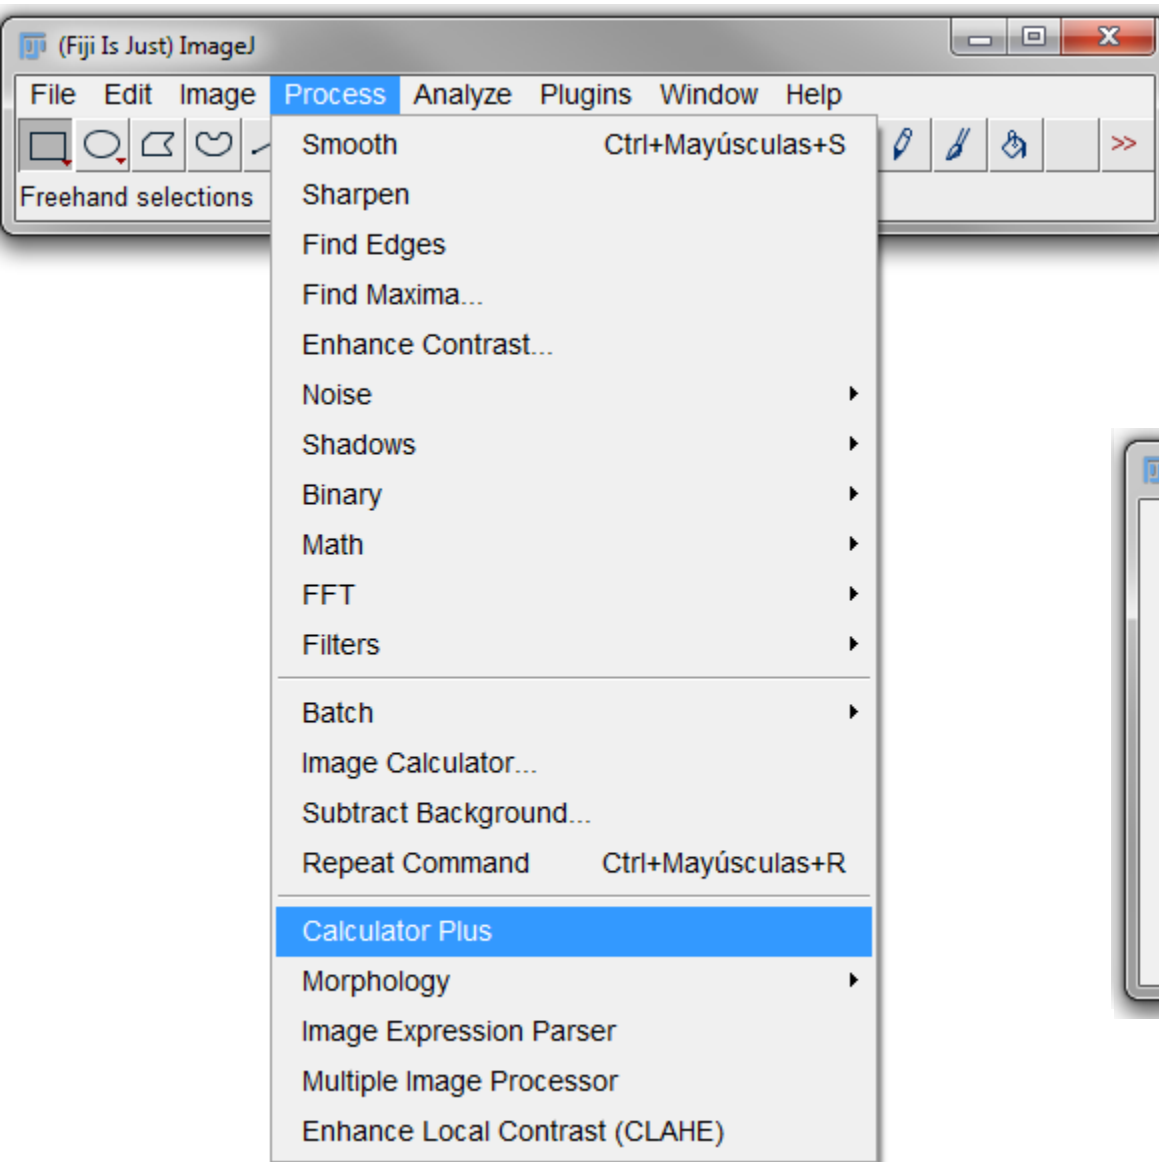 (Fiji Is Just) ImageJ
File Edit Image Process Analyze Plugins Window Help
>>
Freehand selections
Smooth Ctrl+Mayúsculas+S
Sharpen
Find Edges
Find Maxima...
Enhance Contrast...
Noise
Shadows
Binary
Math
FFT
Filters
Batch
Image Calculator...
Subtract Background...
Repeat Command Ctrl+Mayúsculas+R
Calculator Plus
Morphology
Image Expression Parser
Multiple Image Processor
Enhance Local Contrast (CLAHE)